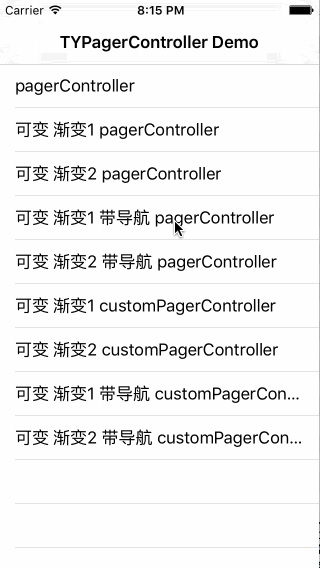 Carrier 8:15 PM
TYPagerController Demo
pagerController
可变 渐变1 pagerController
可变 渐变2 pagerController
可变 渐变1 带导航 pagerController
可变 渐变2 带导航 pagerController
可变 渐变1 customPagerController
可变 渐变2 customPagerController
可变 渐变1 带导航 customPagerCon...
可变 渐变2 带导航 customPagerCon...